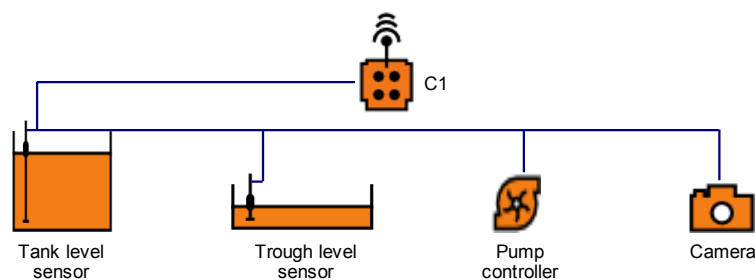 C1
Tank level
sensor
Trough level
sensor
Pump
controller
Camera